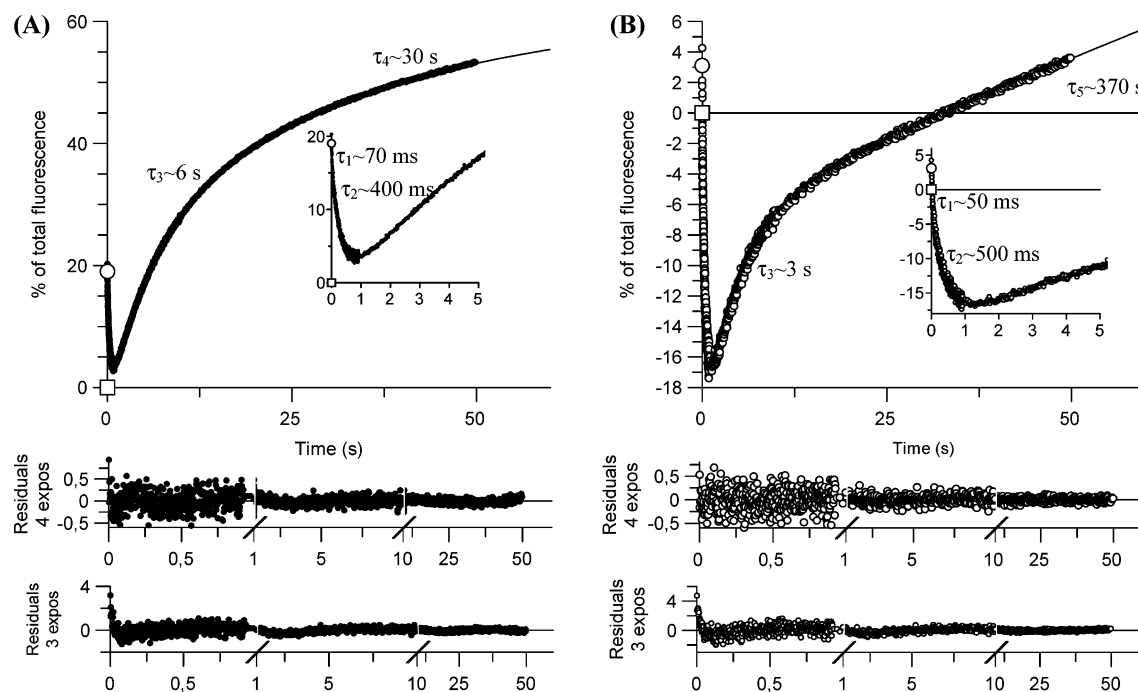 (A)
60
40
20
0
% of total fluorescence
τ4~30 s
τ3~6 s
20
15
10
5
0
τ1~70 ms
τ2~400 ms
0 1 2 3 4 5
0 25 50
Time (s)
Residuals
4 expos
0,5
0
-0,5
0 0,5 1 5 10 25 50
Residuals
3 expos
4
0
0 0,5 1 5 10 25 50
(B)
6
4
2
0
-2
-4
-6
-8
-10
-12
-14
-16
-18
% of total fluorescence
τ5~370 s
τ3~3 s
5
0
-5
-10
-15
τ1~50 ms
τ2~500 ms
0 1 2 3 4 5
0 25 50
Time (s)
Residuals
4 expos
0,5
0
-0,5
0 0,5 1 5 10 25 50
Residuals
3 expos
4
0
0 0,5 1 5 10 25 50